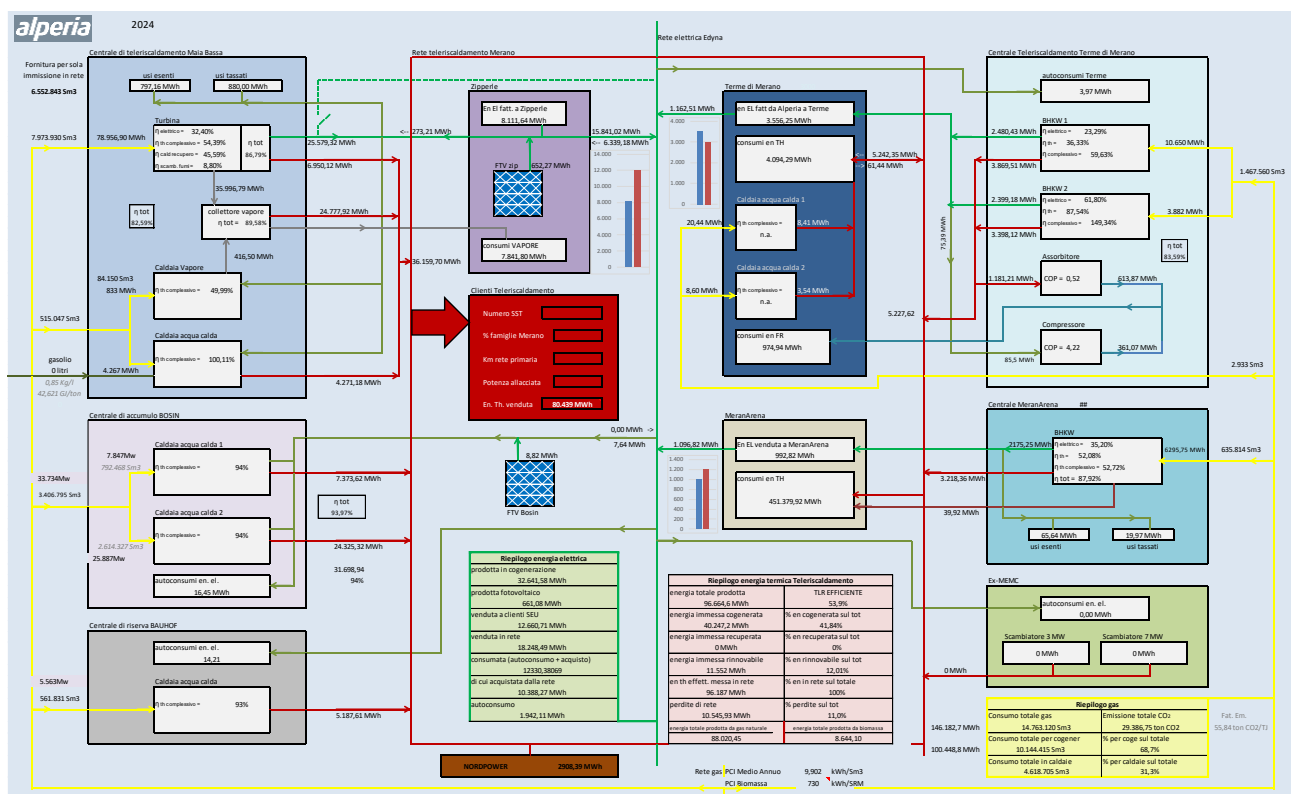 alperia
2024
Rete elettrica Edyna
Centrale di teleriscaldamento Maia Bassa
Fornitura per sola
immissione in rete
6.552.843 Sm3
usi esenti
797,16 MWh
usi tassati
880,00 MWh
Turbina
η elettrico = 32,40%
η th complessivo = 54,39%
η cald recupero = 45,59%
η scamb. fumi = 8,80%
η tot
86,79%
7.973.930 Sm3
78.956,90 MWh
25.579,32 MWh
6.950,12 MWh
35.996,79 MWh
η tot
82,59%
collettore vapore
η tot = 89,58%
24.777,92 MWh
416,50 MWh
Caldaia Vapore
η th complessivo = 49,99%
84.150 Sm3
833 MWh
515.047 Sm3
Caldaia acqua calda
η th complessivo = 100,11%
gasolio
0 litri
0,85 Kg/l
42,621 GJ/ton
4.267 MWh
4.271,18 MWh
Rete teleriscaldamento Merano
Zipperle
En El fatt. a Zipperle
8.111,64 MWh
<-- 273,21 MWh
15.841,02 MWh
<-- 6.339,18 MWh
FTV zip
652,27 MWh
consumi VAPORE
7.841,80 MWh
14.000
12.000
10.000
8.000
6.000
4.000
2.000
0
36.159,70 MWh
Clienti Teleriscaldamento
Numero SST
% famiglie Merano
Km rete primaria
Potenza allacciata
En. Th. venduta
80.439 MWh
Terme di Merano
1.162,51 MWh
En EL fatt da Alperia a Terme
3.556,25 MWh
consumi en TH
4.094,29 MWh
<-- 5.242,35 MWh
--> 61,44 MWh
4.000
3.000
2.000
1.000
0
Caldaia acqua calda 1
η th complessivo =
n.a.
20,44 MWh
8,41 MWh
Caldaia acqua calda 2
η th complessivo =
n.a.
8,60 MWh
3,54 MWh
consumi en FR
974,94 MWh
5.227,62
75,39 MWh
Centrale Teleriscaldamento Terme di Merano
autoconsumi Terme
3,97 MWh
BHKW 1
η elettrico = 23,29%
η th = 36,33%
η complessivo = 59,63%
2.480,43 MWh
3.869,51 MWh
10.650 MWh
1.467.560 Sm3
BHKW 2
η elettrico = 61,80%
η th = 87,54%
η complessivo = 149,34%
2.399,18 MWh
3.398,12 MWh
3.882 MWh
η tot
83,59%
Assorbitore
COP = 0,52
1.181,21 MWh
613,87 MWh
Compressore
COP = 4,22
85,5 MWh
361,07 MWh
2.933 Sm3
Centrale di accumulo BOSIN
Caldaia acqua calda 1
η th complessivo = 94%
7.847Mw
792.468 Sm3
33.734Mw
3.406.795 Sm3
7.373,62 MWh
η tot
93,97%
Caldaia acqua calda 2
η th complessivo = 94%
2.614.327 Sm3
25.887Mw
24.325,32 MWh
31.698,94
94%
autoconsumi en. el.
16,45 MWh
0,00 MWh ->
7,64 MWh
8,82 MWh
FTV Bosin
MeranArena
1.096,82 MWh
En EL venduta a MeranArena
992,82 MWh
consumi en TH
451.379,92 MWh
1.400
1.200
1.000
800
600
400
200
0
Centrale MeranArena ##
BHKW
η elettrico = 35,20%
η th = 52,08%
η th complessivo = 52,72%
η tot = 87,92%
2175,25 MWh
6295,75 MWh
635.814 Sm3
3.218,36 MWh
39,92 MWh
65,64 MWh
usi esenti
19,97 MWh
usi tassati
Centrale di riserva BAUHOF
autoconsumi en. el.
14,21
Caldaia acqua calda
η th complessivo = 93%
5.563Mw
561.831 Sm3
5.187,61 MWh
Riepilogo energia elettrica
prodotta in cogenerazione
32.641,58 MWh
prodotta fotovoltaico
661,08 MWh
venduta a clienti SEU
12.660,71 MWh
venduta in rete
18.248,49 MWh
consumata (autoconsumo + acquisto)
12330,38069
di cui acquistata dalla rete
10.388,27 MWh
autoconsumo
1.942,11 MWh
Riepilogo energia termica Teleriscaldamento
energia totale prodotta
96.664,6 MWh
TLR EFFICIENTE
53,9%
energia immessa cogenerata
40.247,2 MWh
% en cogenerata sul tot
41,84%
energia immessa recuperata
0 MWh
% en recuperata sul tot
0%
energia immessa rinnovabile
11.552 MWh
% en rinnovabile sul tot
12,01%
en th effett. messa in rete
96.187 MWh
% en in rete sul totale
100%
perdite di rete
10.545,93 MWh
% perdite sul tot
11,0%
energia totale prodotta da gas naturale
88.020,45
energia totale prodotta da biomassa
8.644,10
Ex-MEMC
autoconsumi en. el.
0,00 MWh
Scambiatore 3 MW
0 MWh
Scambiatore 7 MW
0 MWh
0 MWh
146.182,7 MWh
100.448,8 MWh
Riepilogo gas
Consumo totale gas
14.763.120 Sm3
Emissione totale CO2
29.386,75 ton CO2
Consumo totale per cogener
10.144.415 Sm3
% per coge sul totale
68,7%
Consumo totale in caldaie
4.618.705 Sm3
% per caldaie sul totale
31,3%
Fat. Em.
55,84 ton CO2/TJ
NORDPOWER 2908,39 MWh
Rete gas PCI Medio Annuo 9,902 kWh/Sm3
PCI Biomassa 730 kWh/SRM